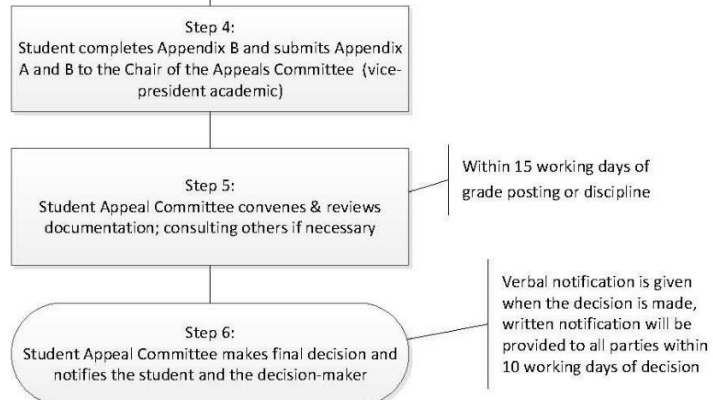 Step 4:
Student completes Appendix B and submits Appendix
A and B to the Chair of the Appeals Committee (vice-
president academic)
Step 5:
Student Appeal Committee convenes & reviews
documentation; consulting others if necessary
Within 15 working days of
grade posting or discipline
Step 6:
Student Appeal Committee makes final decision and
notifies the student and the decision-maker
Verbal notification is given
when the decision is made,
written notification will be
provided to all parties within
10 working days of decision